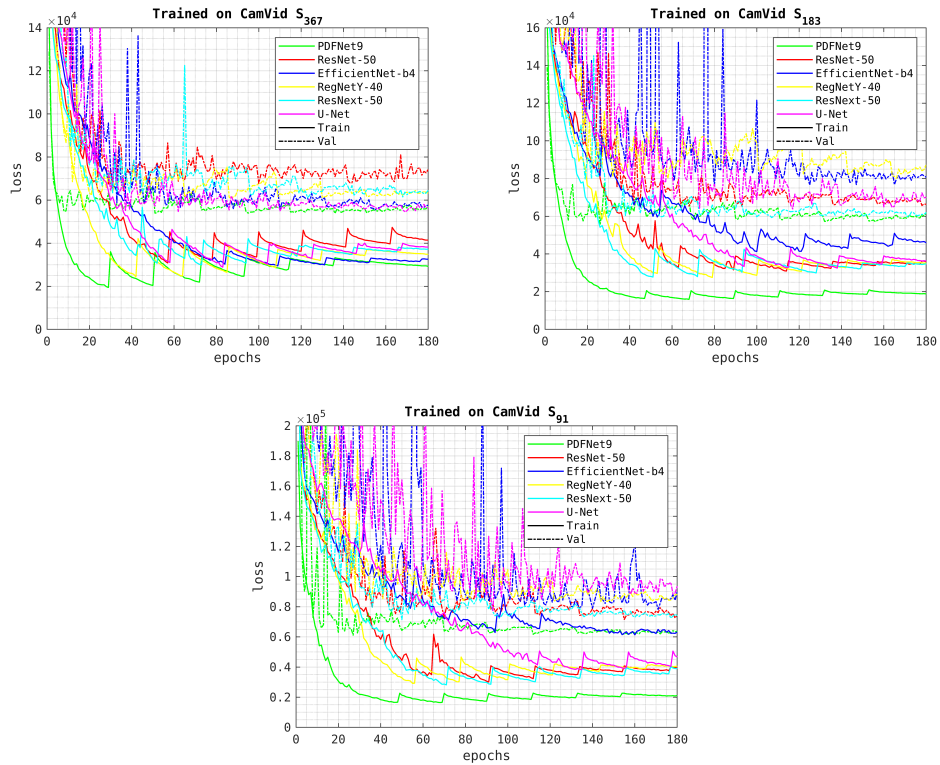 Trained on CamVid S367
×10^4
14
12
10
8
6
4
2
0
loss
0 20 40 60 80 100 120 140 160 180
epochs
PDFNet9
ResNet-50
EfficientNet-b4
RegNetY-40
ResNext-50
U-Net
Train
Val
Trained on CamVid S183
×10^4
16
14
12
10
8
6
4
2
0
loss
0 20 40 60 80 100 120 140 160 180
epochs
PDFNet9
ResNet-50
EfficientNet-b4
RegNetY-40
ResNext-50
U-Net
Train
Val
Trained on CamVid S91
×10^5
2
1.8
1.6
1.4
1.2
1
0.8
0.6
0.4
0.2
0
loss
0 20 40 60 80 100 120 140 160 180
epochs
PDFNet9
ResNet-50
EfficientNet-b4
RegNetY-40
ResNext-50
U-Net
Train
Val